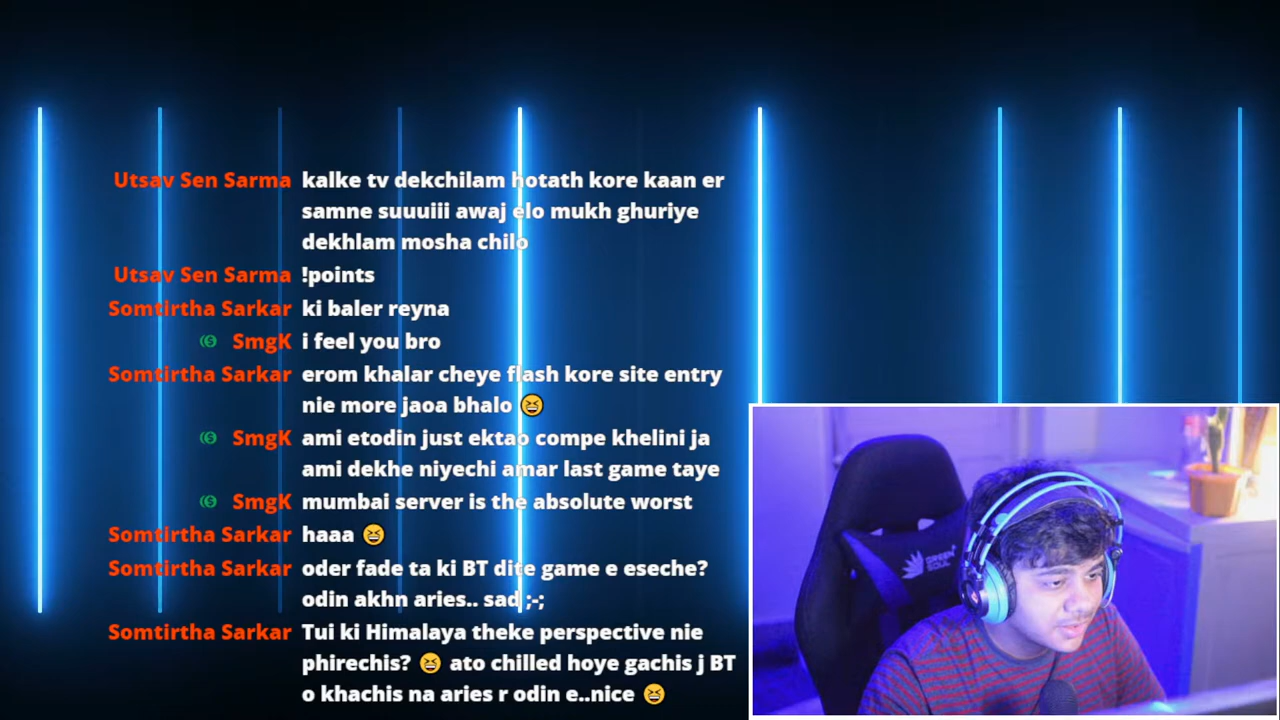 Utsav Sen Sarma kalke tv dekchilam hotath kore kaan er
samne suuuiii awaj elo mukh ghuriye
dekhlam mosha chilo
Utsav Sen Sarma !points
Somtirtha Sarkar ki baler reyna
SmgK i feel you bro
Somtirtha Sarkar erom khalar cheye flash kore site entry
nie more jaoa bhalo 😆
SmgK ami etodin just ektao compe khelini ja
ami dekhe niyechi amar last game taye
SmgK mumbai server is the absolute worst
Somtirtha Sarkar haaa 😆
Somtirtha Sarkar oder fade ta ki BT dite game e eseche?
odin akhn aries.. sad ;-;
Somtirtha Sarkar Tui ki Himalaya theke perspective nie
phirechis? 😆 ato chilled hoye gachis j BT
o khachis na aries r odin e..nice 😆
GREEN
SOUL